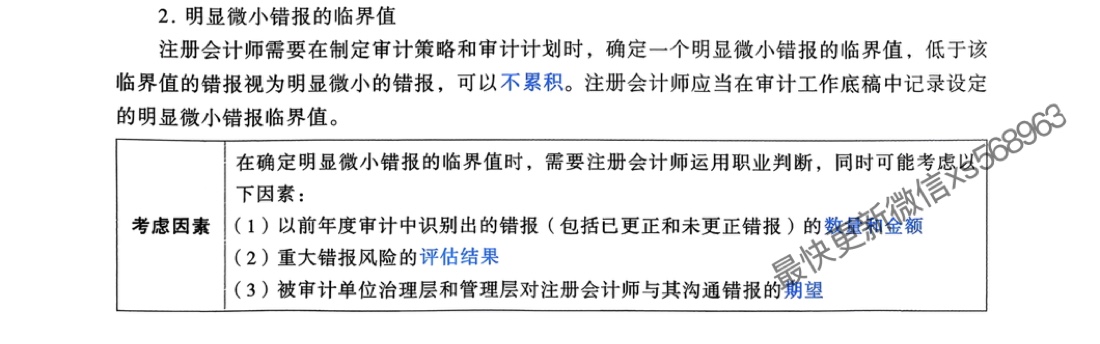 2. 明显微小错报的临界值
注册会计师需要在制定审计策略和审计计划时，确定一个明显微小错报的临界值，低于该
临界值的错报视为明显微小的错报，可以不累积。注册会计师应当在审计工作底稿中记录设定
的明显微小错报临界值。
在确定明显微小错报的临界值时，需要注册会计师运用职业判断，同时可能考虑以
下因素：
考虑因素
（1）以前年度审计中识别出的错报（包括已更正和未更正错报）的数量和金额
（2）重大错报风险的评估结果
（3）被审计单位治理层和管理层对注册会计师与其沟通错报的期望
最快更新微信xs568963